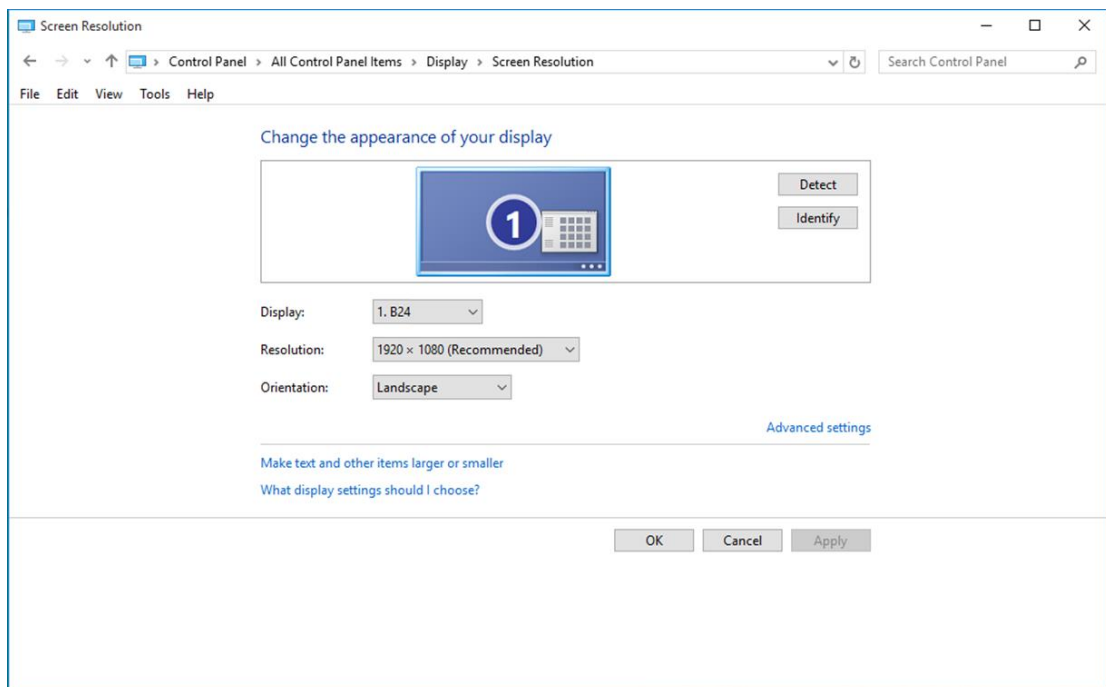 Screen Resolution
Control Panel > All Control Panel Items > Display > Screen Resolution
Search Control Panel
File Edit View Tools Help
Change the appearance of your display
1
Detect
Identify
Display: 1. B24
Resolution: 1920 × 1080 (Recommended)
Orientation: Landscape
Advanced settings
Make text and other items larger or smaller
What display settings should I choose?
OK Cancel Apply